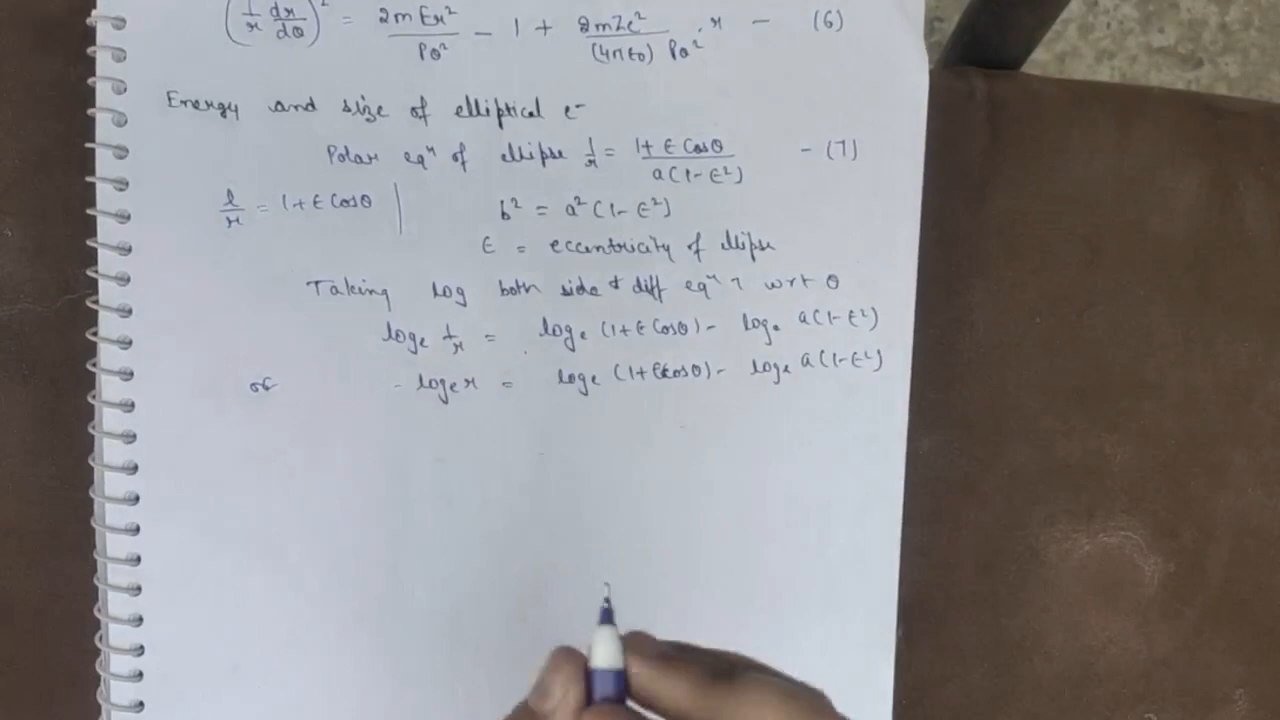 (1/r dr/dθ)² = 2mEr²/Pθ² - 1 + 2mZe²/(4πε0) Pθ² . r - (6)
Energy and size of elliptical e-
Polar eqⁿ of ellipse 1/r = 1+ ε Cosθ / a(1-ε²) - (7)
l/r = 1+ε Cosθ | b² = a² (1-ε²)
ε = eccentricity of ellipse
Taking log both side & diff eqⁿ 7 wrt θ
logₑ 1/r = logₑ (1+ε Cosθ) - logₑ a(1-ε²)
or - logₑ r = logₑ (1+ε Cosθ) - logₑ a(1-ε²)